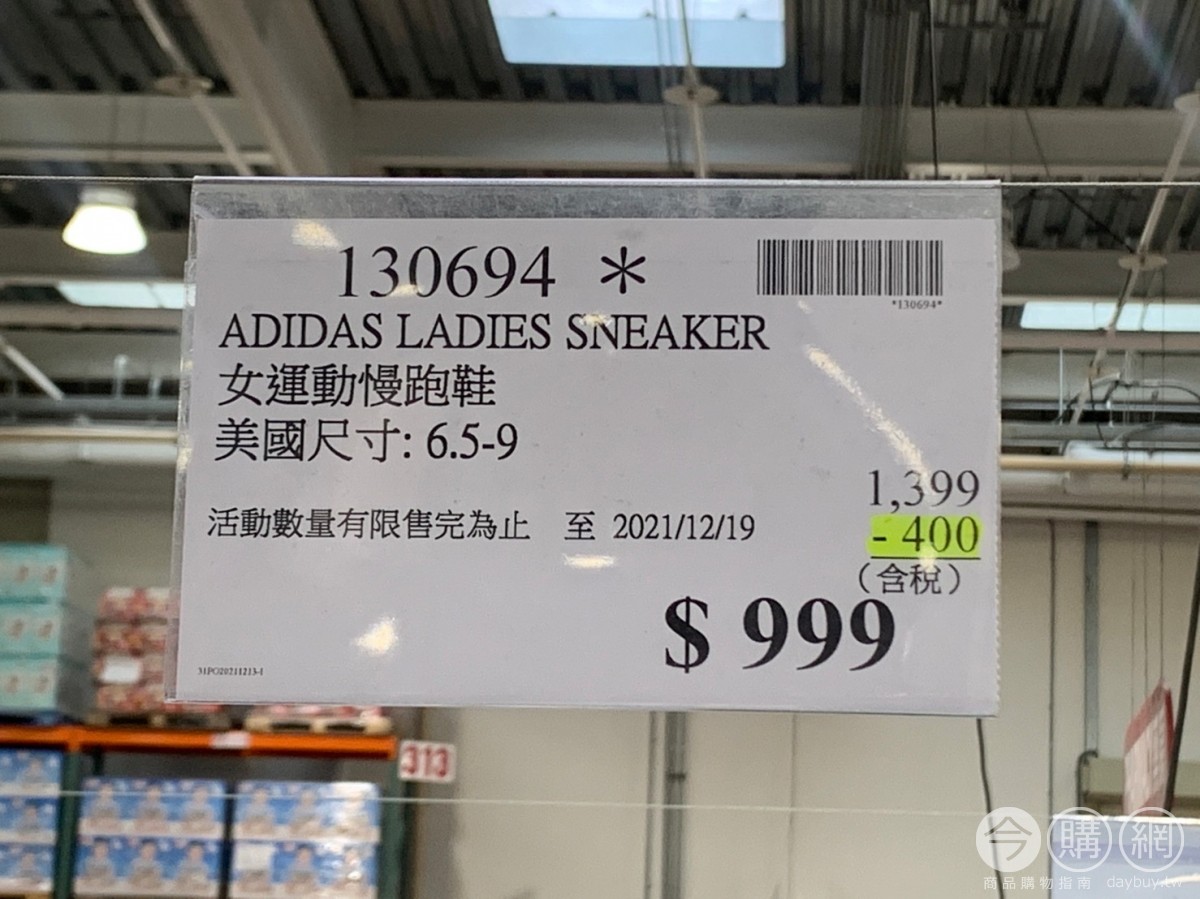 130694 *
*130694*
ADIDAS LADIES SNEAKER
女運動慢跑鞋
美國尺寸: 6.5-9
1,399
活動數量有限售完為止 至 2021/12/19
- 400
(含稅)
$ 999
31PO20211213-1
313
今購網
商品購物指南 daybuy.tw